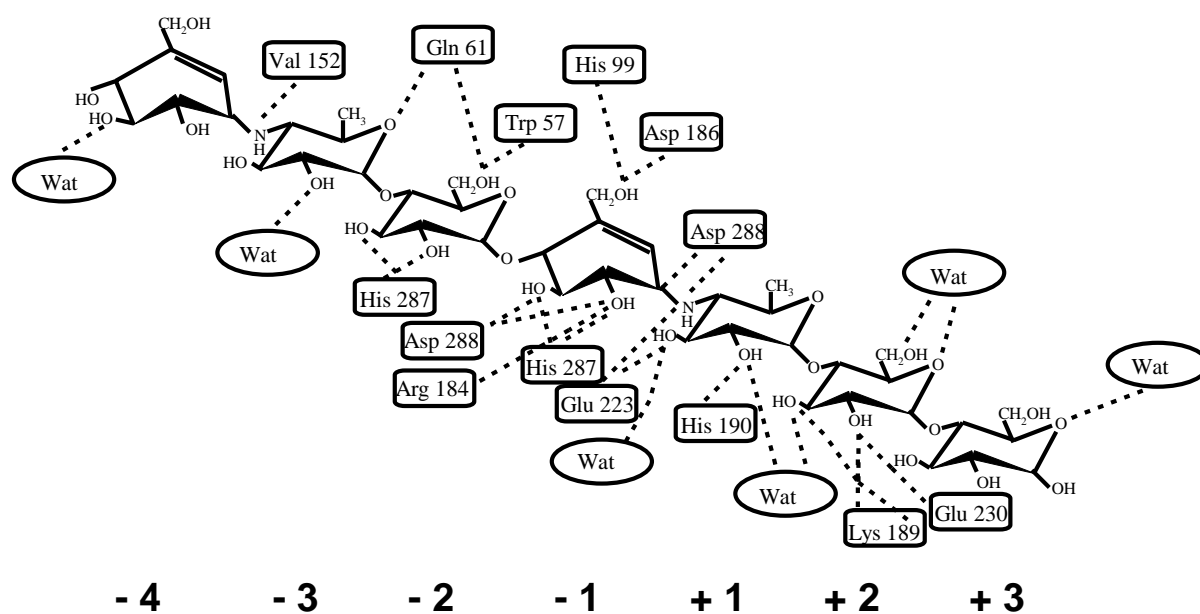 CH2OH
Val 152
Gln 61
His 99
HO
HO
OH
N
H
CH3
O
Trp 57
Asp 186
Wat
HO
OH
O
CH2OH
O
CH2OH
Wat
HO
OH
O
Asp 288
Wat
His 287
HO
OH
N
H
CH3
O
Asp 288
HO
OH
O
CH2OH
O
Wat
Arg 184
His 287
Glu 223
His 190
HO
OH
O
CH2OH
O
Wat
Wat
HO
OH
OH
Lys 189
Glu 230
- 4 - 3 - 2 - 1 + 1 + 2 + 3